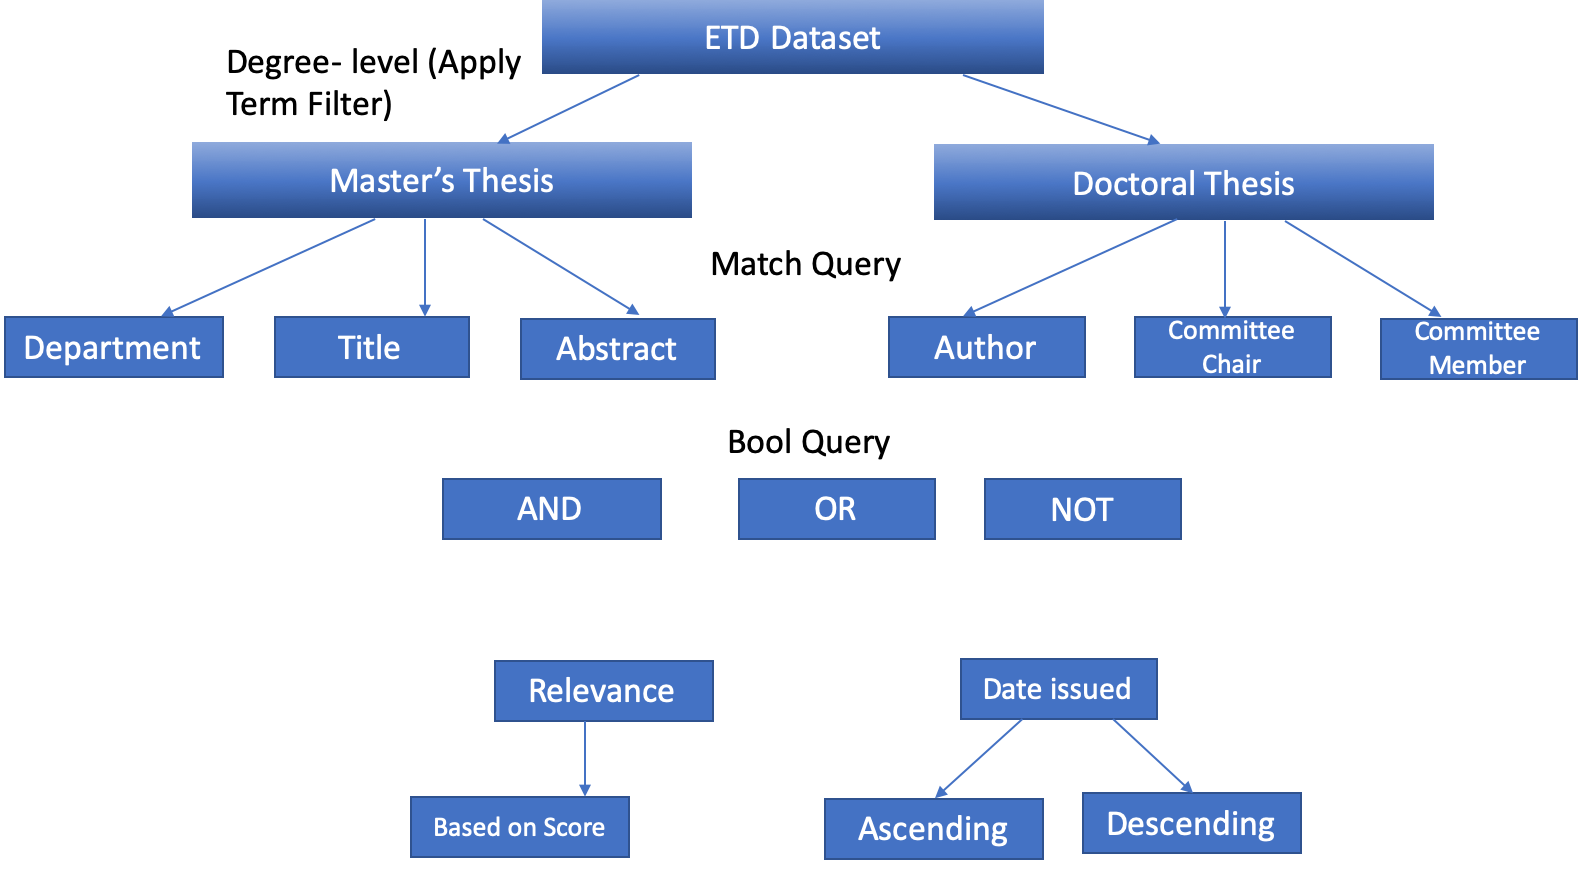 ETD Dataset
Degree- level (Apply
Term Filter)
Master’s Thesis
Doctoral Thesis
Match Query
Department
Title
Abstract
Author
Committee
Chair
Committee
Member
Bool Query
AND
OR
NOT
Relevance
Date issued
Based on Score
Ascending
Descending